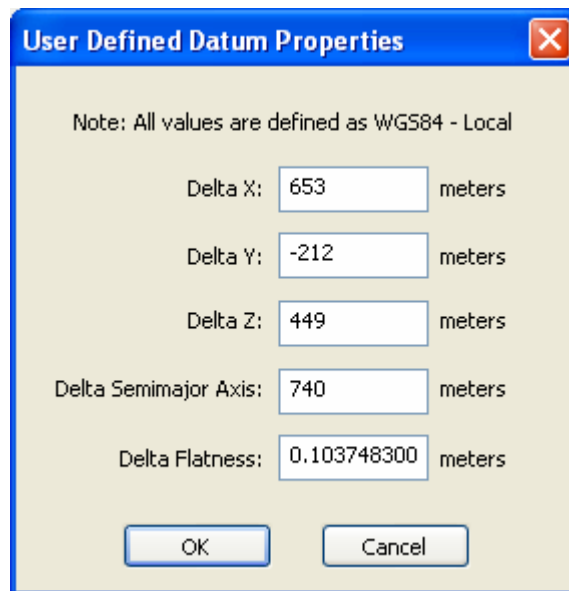 User Defined Datum Properties
Note: All values are defined as WGS84 - Local
Delta X: 653 meters
Delta Y: -212 meters
Delta Z: 449 meters
Delta Semimajor Axis: 740 meters
Delta Flatness: 0.103748300 meters
OK Cancel